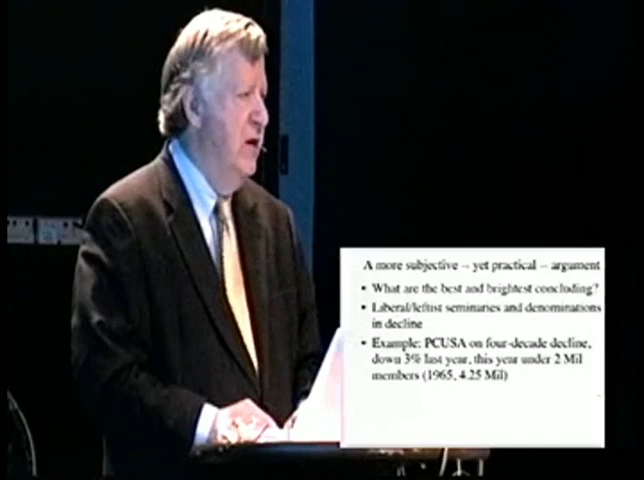 A more subjective – yet practical – argument
• What are the best and brightest concluding?
• Liberal/leftist seminaries and denominations
in decline
• Example: PCUSA on four-decade decline,
down 3% last year, this year under 2 Mil
members (1965, 4.25 Mil)